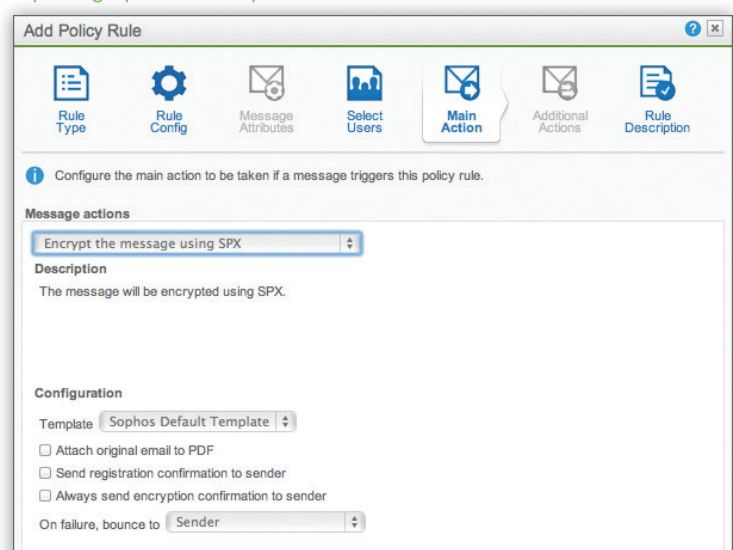 Add Policy Rule
Rule Type
Rule Config
Message Attributes
Select Users
Main Action
Additional Actions
Rule Description
Configure the main action to be taken if a message triggers this policy rule.
Message actions
Encrypt the message using SPX
Description
The message will be encrypted using SPX.
Configuration
Template Sophos Default Template
Attach original email to PDF
Send registration confirmation to sender
Always send encryption confirmation to sender
On failure, bounce to Sender